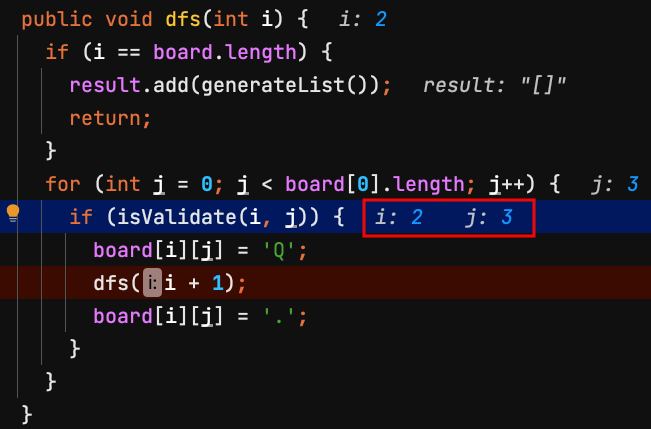 public void dfs(int i) {   i: 2
  if (i == board.length) {
    result.add(generateList());   result: "[]"
    return;
  }
  for (int j = 0; j < board[0].length; j++) {   j: 3
    if (isValidate(i, j)) {   i: 2   j: 3
      board[i][j] = 'Q';
      dfs( i: i + 1);
      board[i][j] = '.';
    }
  }
}